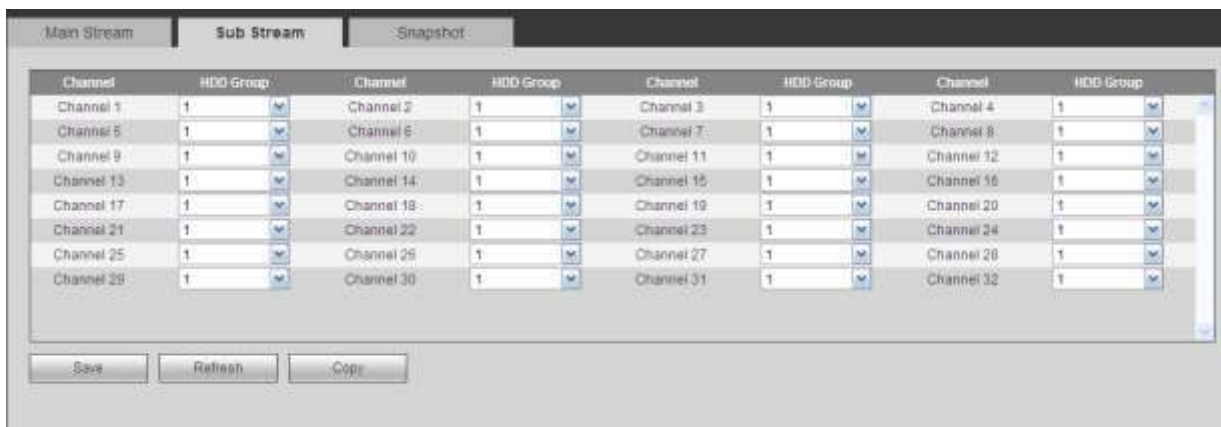 Main Stream Sub Stream Snapshot
Channel HDD Group Channel HDD Group Channel HDD Group Channel HDD Group
Channel 1 1 Channel 2 1 Channel 3 1 Channel 4 1
Channel 5 1 Channel 6 1 Channel 7 1 Channel 8 1
Channel 9 1 Channel 10 1 Channel 11 1 Channel 12 1
Channel 13 1 Channel 14 1 Channel 15 1 Channel 16 1
Channel 17 1 Channel 18 1 Channel 19 1 Channel 20 1
Channel 21 1 Channel 22 1 Channel 23 1 Channel 24 1
Channel 25 1 Channel 26 1 Channel 27 1 Channel 28 1
Channel 29 1 Channel 30 1 Channel 31 1 Channel 32 1
Save Refresh Copy